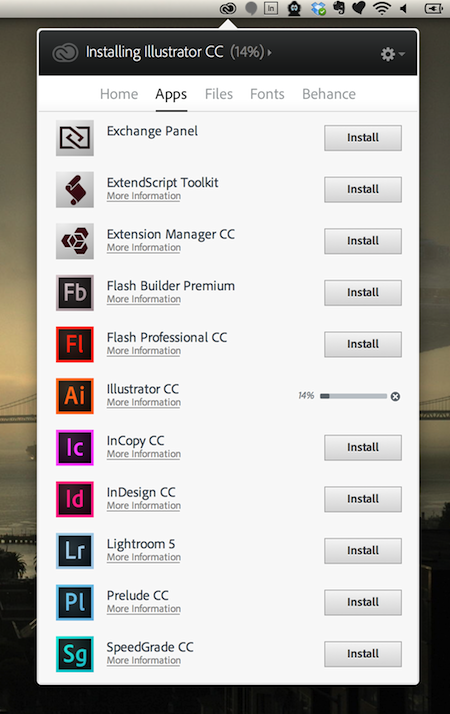 In
Installing Illustrator CC (14%)
Home Apps Files Fonts Behance
Exchange Panel
Install
ExtendScript Toolkit
More Information
Install
Extension Manager CC
More Information
Install
Fb
Flash Builder Premium
More Information
Install
Fl
Flash Professional CC
More Information
Install
Ai
Illustrator CC
More Information
14%
Ic
InCopy CC
More Information
Install
Id
InDesign CC
More Information
Install
Lr
Lightroom 5
More Information
Install
Pl
Prelude CC
More Information
Install
Sg
SpeedGrade CC
More Information
Install